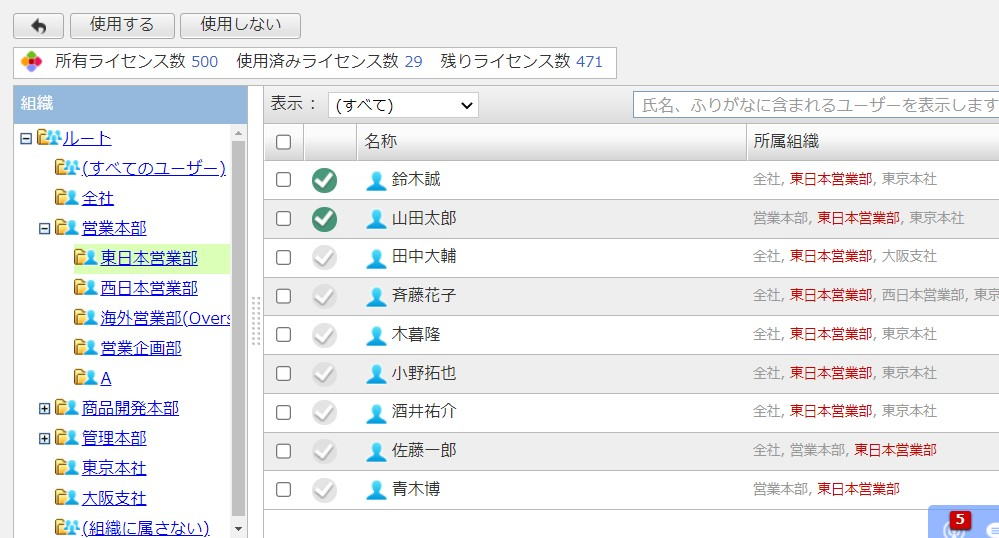 使用する 使用しない
所有ライセンス数 500 使用済みライセンス数 29 残りライセンス数 471
組織
表示： (すべて) 氏名、ふりがなに含まれるユーザーを表示します
名称 所属組織
ルート
(すべてのユーザー)
全社
営業本部
東日本営業部
西日本営業部
海外営業部(Overs
営業企画部
A
商品開発本部
管理本部
東京本社
大阪支社
(組織に属さない)
鈴木誠 全社, 東日本営業部, 東京本社
山田太郎 営業本部, 東日本営業部, 東京本社
田中大輔 全社, 東日本営業部, 大阪支社
斉藤花子 全社, 東日本営業部, 西日本営業部, 東京
木暮隆 全社, 東日本営業部, 東京本社
小野拓也 全社, 東日本営業部, 東京本社
酒井祐介 全社, 東日本営業部, 東京本社
佐藤一郎 全社, 営業本部, 東日本営業部
青木博 営業本部, 東日本営業部
5